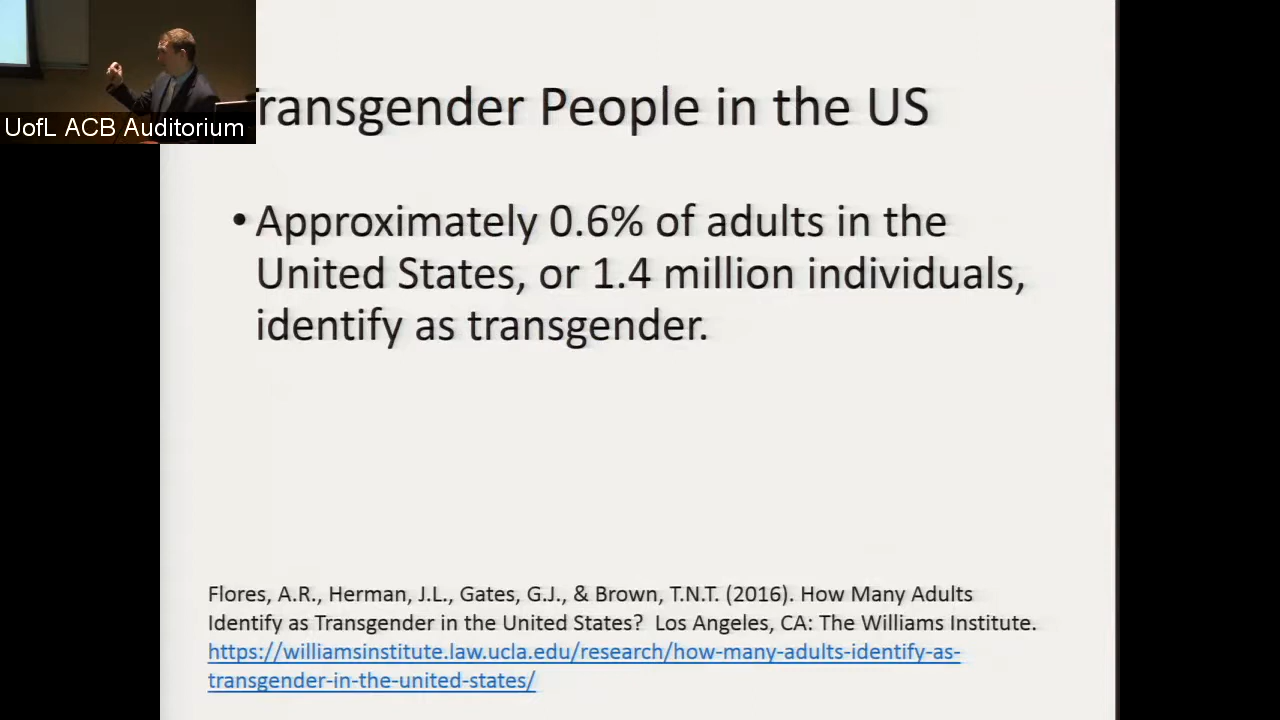 UofL ACB Auditorium
ransgender People in the US
• Approximately 0.6% of adults in the
United States, or 1.4 million individuals,
identify as transgender.
Flores, A.R., Herman, J.L., Gates, G.J., & Brown, T.N.T. (2016). How Many Adults
Identify as Transgender in the United States? Los Angeles, CA: The Williams Institute.
https://williamsinstitute.law.ucla.edu/research/how-many-adults-identify-as-
transgender-in-the-united-states/